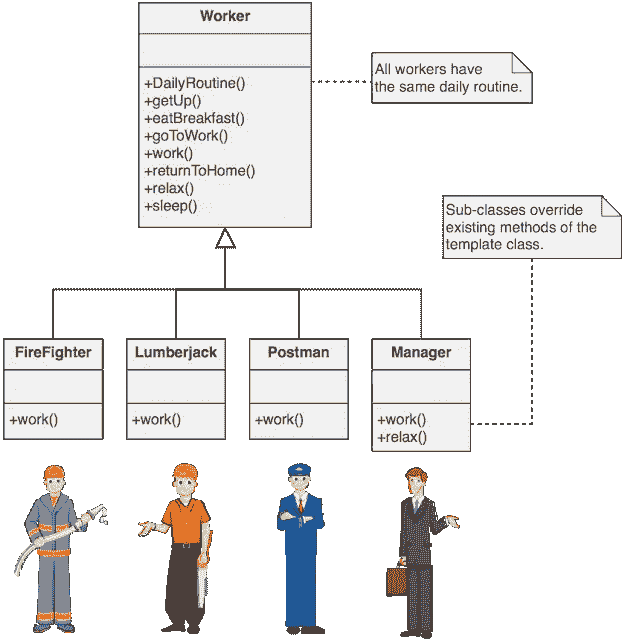 Worker
+DailyRoutine()
+getUp()
+eatBreakfast()
+goToWork()
+work()
+returnToHome()
+relax()
+sleep()
All workers have
the same daily routine.
Sub-classes override
existing methods of the
template class.
FireFighter
+work()
Lumberjack
+work()
Postman
+work()
Manager
+work()
+relax()